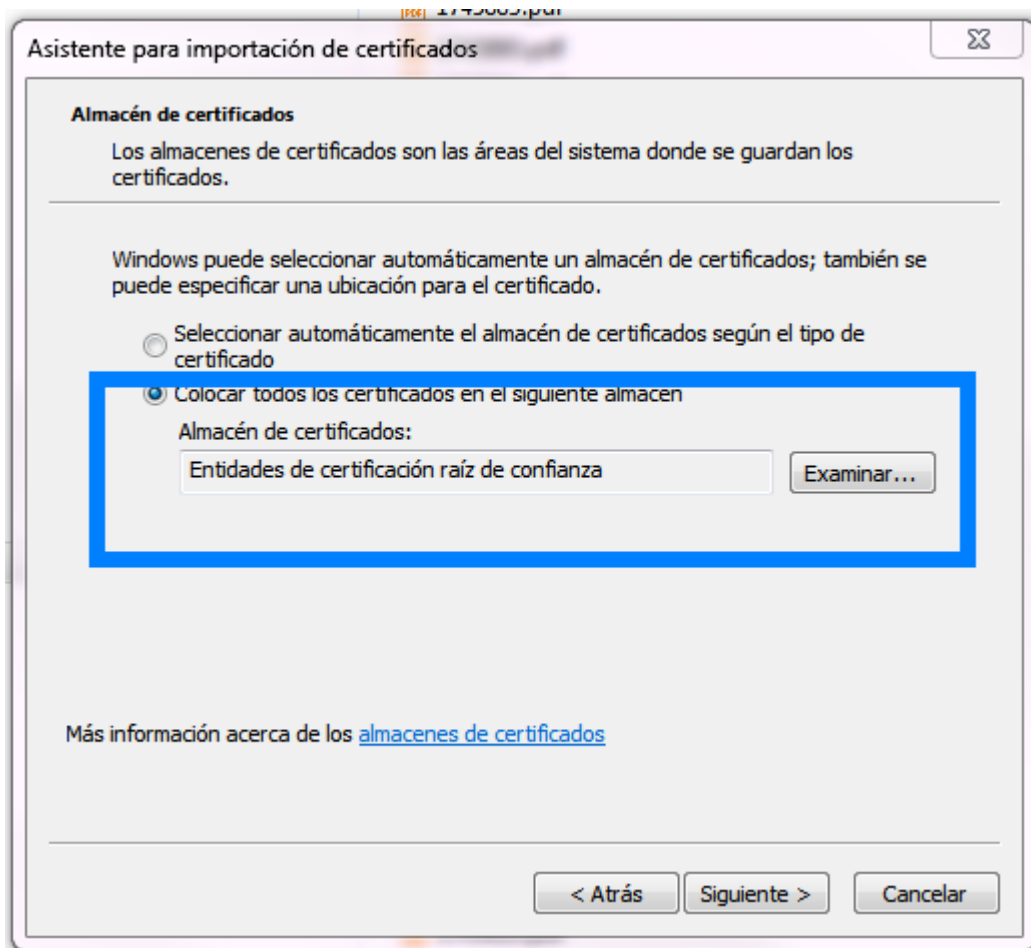 Asistente para importación de certificados
Almacén de certificados
Los almacenes de certificados son las áreas del sistema donde se guardan los
certificados.
Windows puede seleccionar automáticamente un almacén de certificados; también se
puede especificar una ubicación para el certificado.
Seleccionar automáticamente el almacén de certificados según el tipo de
certificado
Colocar todos los certificados en el siguiente almacén
Almacén de certificados:
Entidades de certificación raíz de confianza
Examinar...
Más información acerca de los almacenes de certificados
< Atrás
Siguiente >
Cancelar